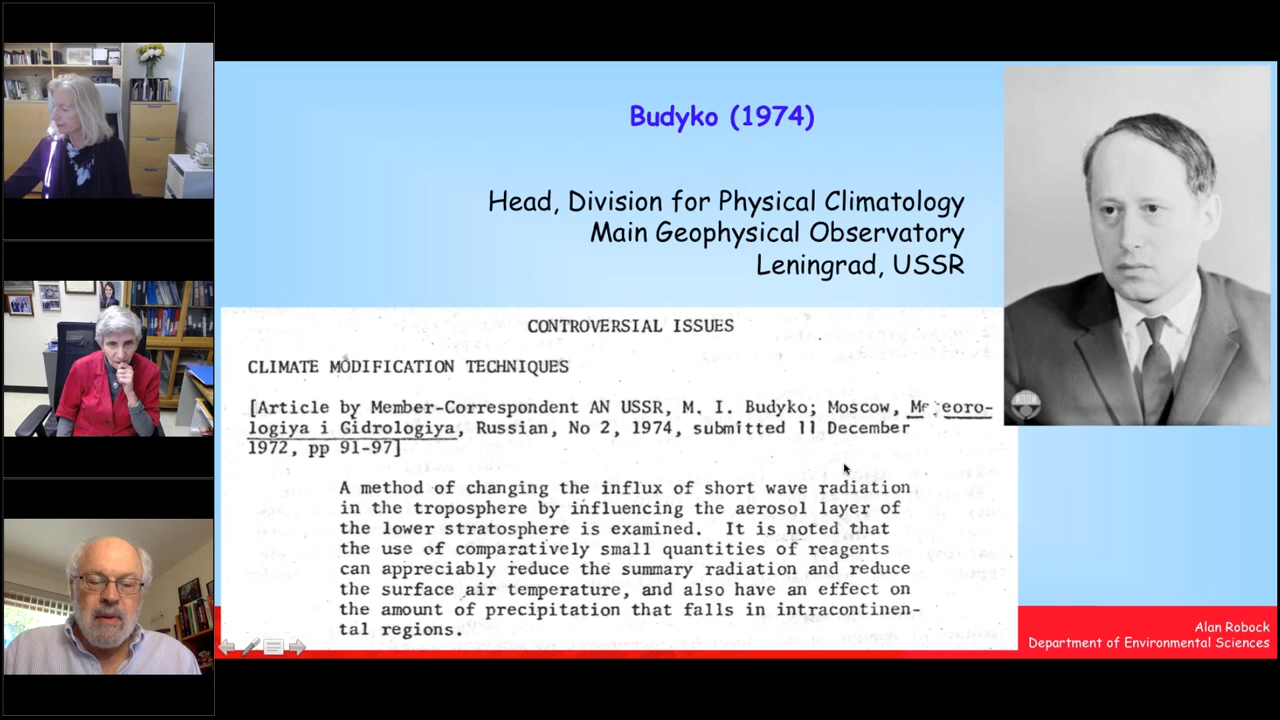 Budyko (1974)
Head, Division for Physical Climatology
Main Geophysical Observatory
Leningrad, USSR
CONTROVERSIAL ISSUES
CLIMATE MODIFICATION TECHNIQUES
[Article by Member-Correspondent AN USSR, M. I. Budyko; Moscow, Meteoro-
logiya i Gidrologiya, Russian, No 2, 1974, submitted 11 December
1972, pp 91-97]
A method of changing the influx of short wave radiation
in the troposphere by influencing the aerosol layer of
the lower stratosphere is examined. It is noted that
the use of comparatively small quantities of reagents
can appreciably reduce the summary radiation and reduce
the surface air temperature, and also have an effect on
the amount of precipitation that falls in intracontinen-
tal regions.
Alan Robock
Department of Environmental Sciences